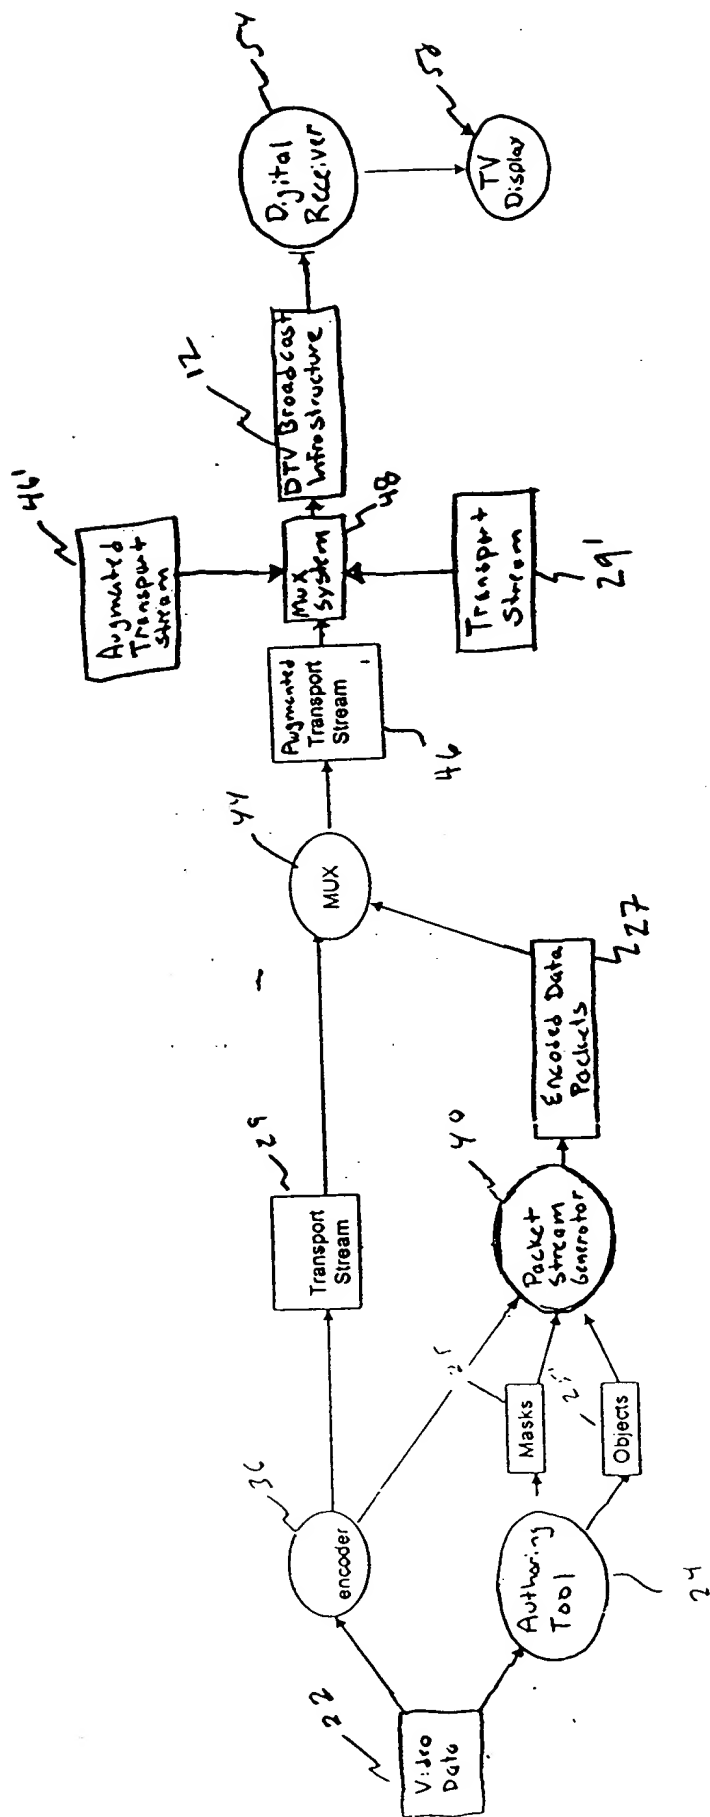 22
Video
Data
36
encoder
24
Authoring
Tool
29
Transport
Stream
25
Masks
Objects
40
Packet
Stream
Generator
27
Encoded Data
Packets
44
MUX
46
Augmented
Transport
Stream
46'
Augmented
Transport
Stream
48
Mux
System
29'
Transport
Stream
12
DTV Broadcast
Infrastructure
54
Digital
Receiver
58
TV
Display